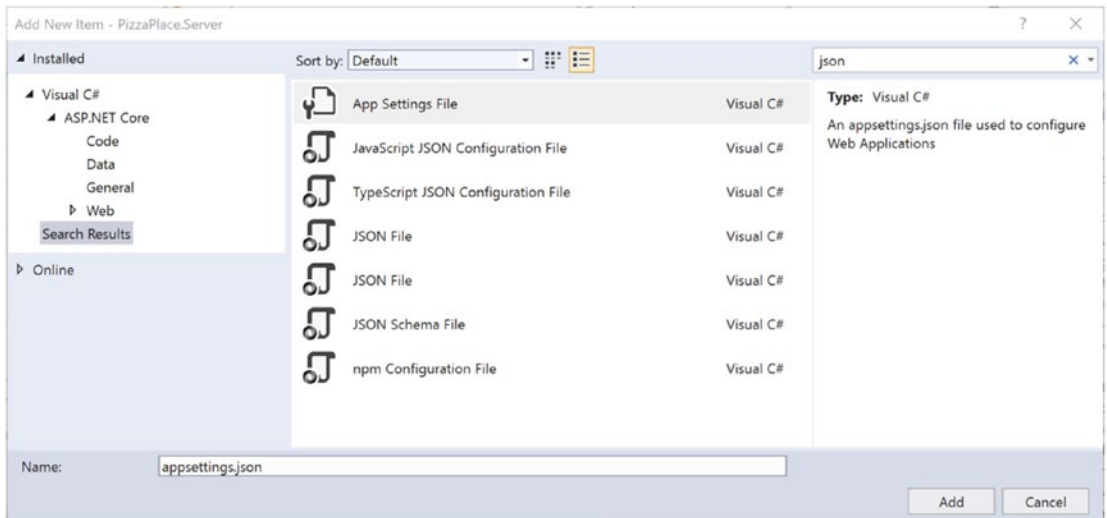 Add New Item - PizzaPlace.Server
?
Installed
Sort by: Default
json
Visual C#
ASP.NET Core
Code
Data
General
Web
Search Results
Online
App Settings File Visual C#
JavaScript JSON Configuration File Visual C#
TypeScript JSON Configuration File Visual C#
JSON File Visual C#
JSON File Visual C#
JSON Schema File Visual C#
npm Configuration File Visual C#
Type: Visual C#
An appsettings.json file used to configure
Web Applications
Name: appsettings.json
Add Cancel